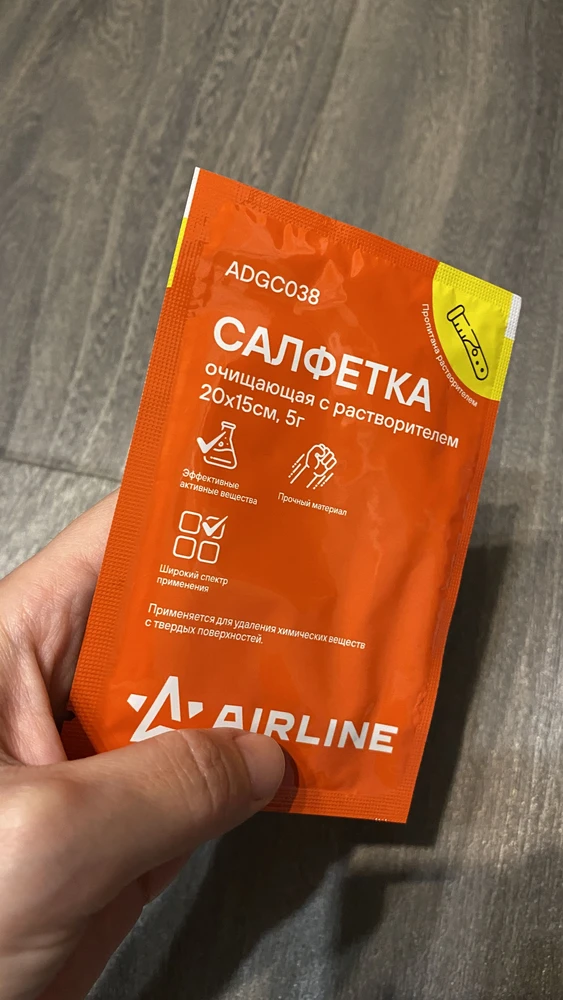 ADGC038
Пропитана растворителем
САЛФЕТКА
очищающая с растворителем
20х15см, 5г
Эффективные
активные вещества
Прочный материал
Широкий спектр
применения
Применяется для удаления химических веществ
с твердых поверхностей.
AIRLINE